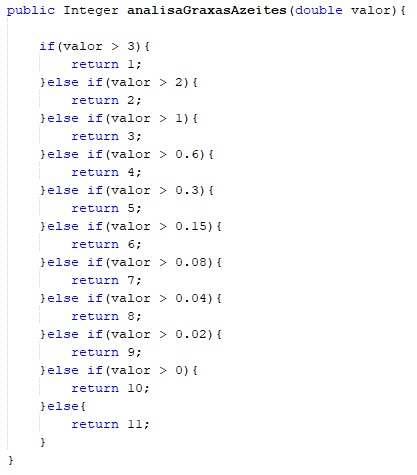 public Integer analisaGraxasAzeites(double valor){
if(valor > 3){
return 1;
}else if(valor > 2){
return 2;
}else if(valor > 1){
return 3;
}else if(valor > 0.6){
return 4;
}else if(valor > 0.3){
return 5;
}else if(valor > 0.15){
return 6;
}else if(valor > 0.08){
return 7;
}else if(valor > 0.04){
return 8;
}else if(valor > 0.02){
return 9;
}else if(valor > 0){
return 10;
}else{
return 11;
}
}